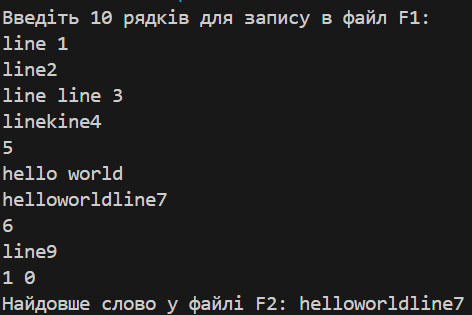 Введіть 10 рядків для запису в файл F1:
line 1
line2
line line 3
linekine4
5
hello world
helloworldline7
6
line9
1 0
Найдовше слово у файлі F2: helloworldline7